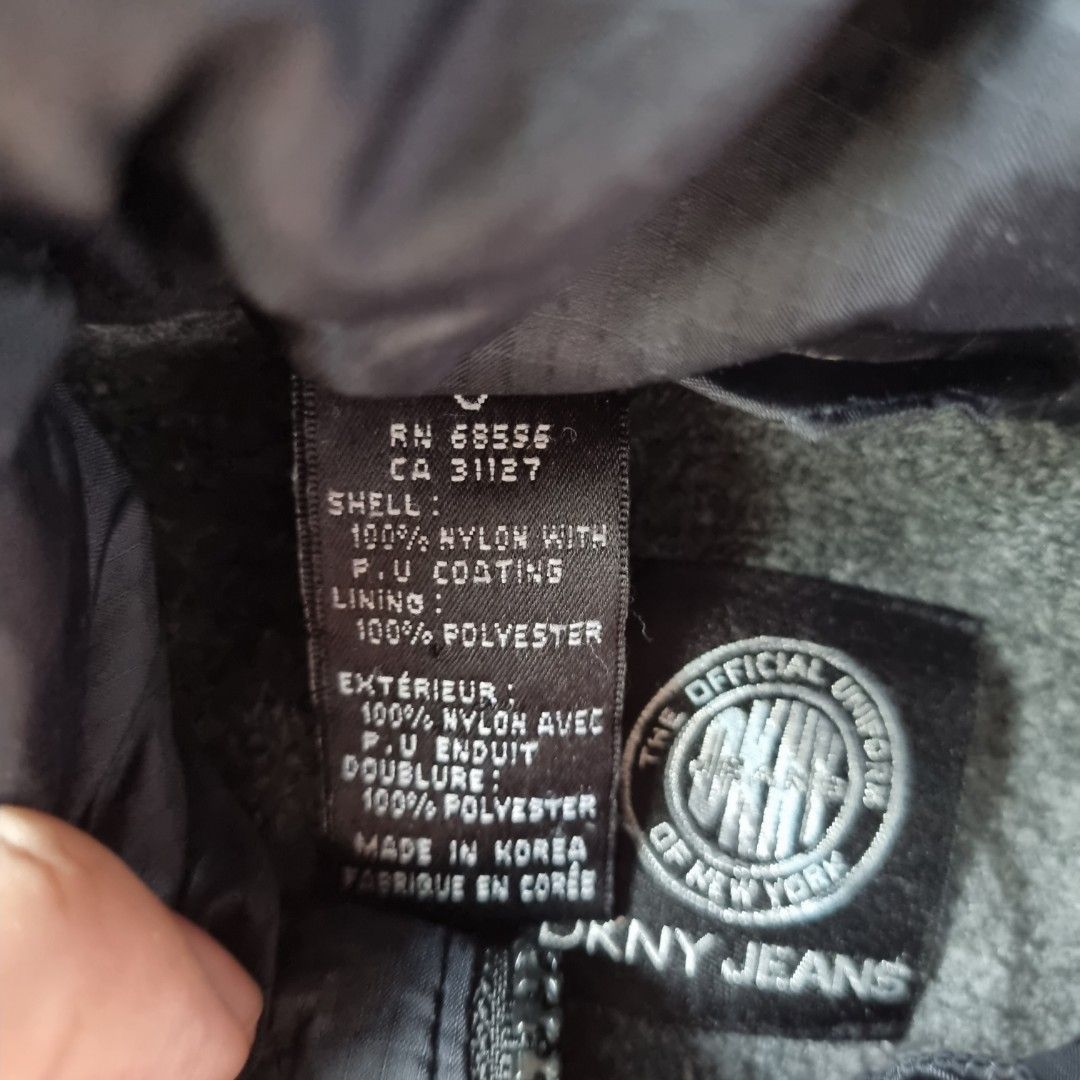 RN 68556
CA 31127
SHELL :
100% NYLON WITH
P.U COATING
LINING :
100% POLYESTER
EXTÉRIEUR :
100% NYLON AVEC
P.U ENDUIT
DOUBLURE :
100% POLYESTER
MADE IN KOREA
FABRIQUE EN CORÉE
THE OFFICIAL UNIFORM
OF NEW YORK
DKNY
DKNY JEANS